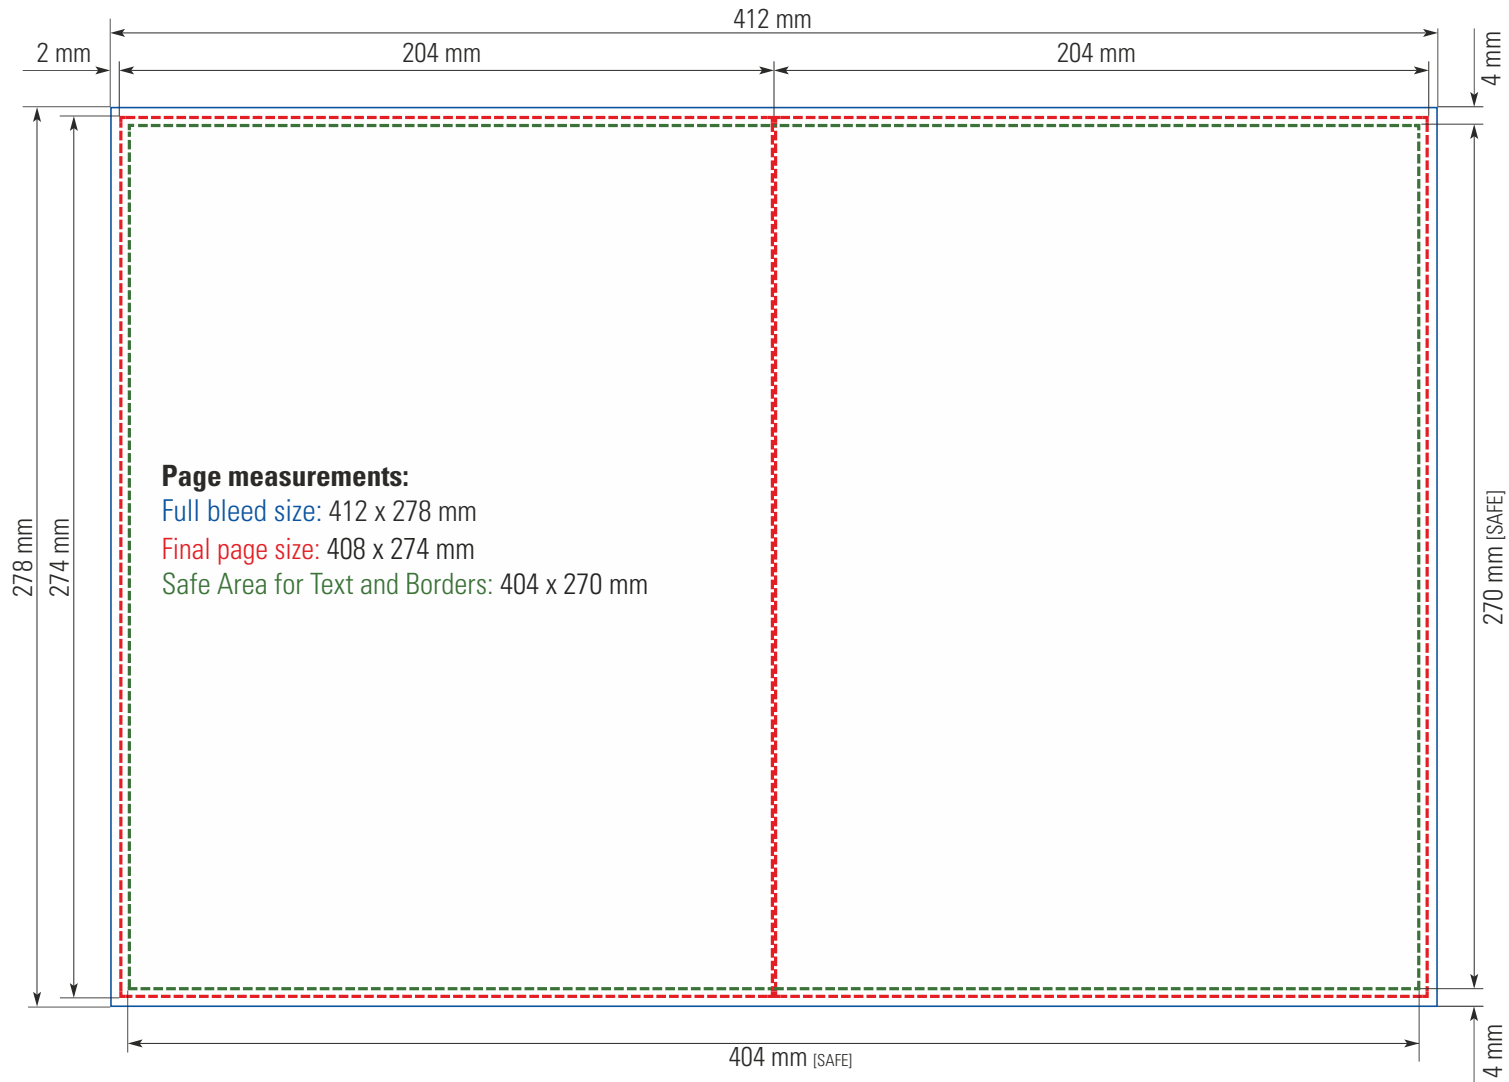 412 mm
2 mm
204 mm
204 mm
4 mm
278 mm
274 mm
Page measurements:
Full bleed size: 412 x 278 mm
Final page size: 408 x 274 mm
Safe Area for Text and Borders: 404 x 270 mm
270 mm [SAFE]
404 mm [SAFE]
4 mm